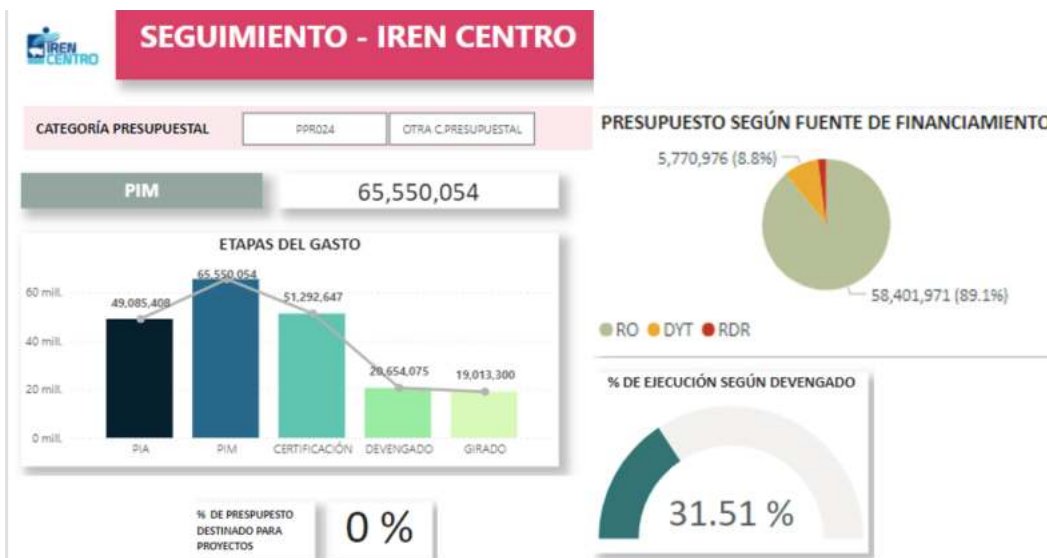 IREN
CENTRO
SEGUIMIENTO - IREN CENTRO
CATEGORÍA PRESUPUESTAL
PPR024
OTRA C.PRESUPUESTAL
PIM
65,550,054
ETAPAS DEL GASTO
60 mill.
40 mill.
20 mill.
0 mill.
49,085,408
65,550,054
51,292,647
20,654,075
19,013,300
PIA
PIM
CERTIFICACIÓN
DEVENGADO
GIRADO
% DE PRESPUPESTO
DESTINADO PARA
PROYECTOS
0 %
PRESUPUESTO SEGÚN FUENTE DE FINANCIAMIENTO
5,770,976 (8.8%)
58,401,971 (89.1%)
RO DYT RDR
% DE EJECUCIÓN SEGÚN DEVENGADO
31.51 %